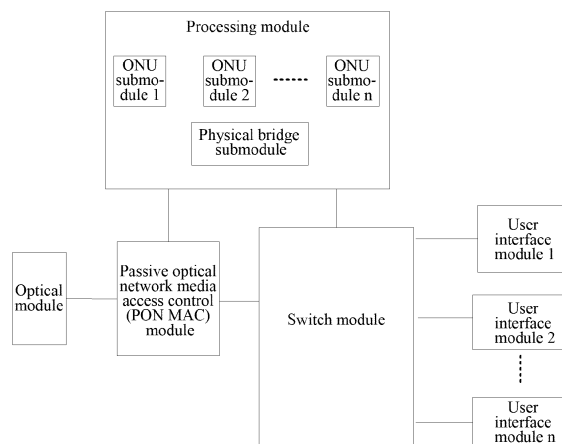 Processing module
ONU
submo-
dule 1
ONU
submo-
dule 2
ONU
submo-
dule n
Physical bridge
submodule
Optical
module
Passive optical
network media
access control
(PON MAC)
module
Switch module
User
interface
module 1
User
interface
module 2
User
interface
module n